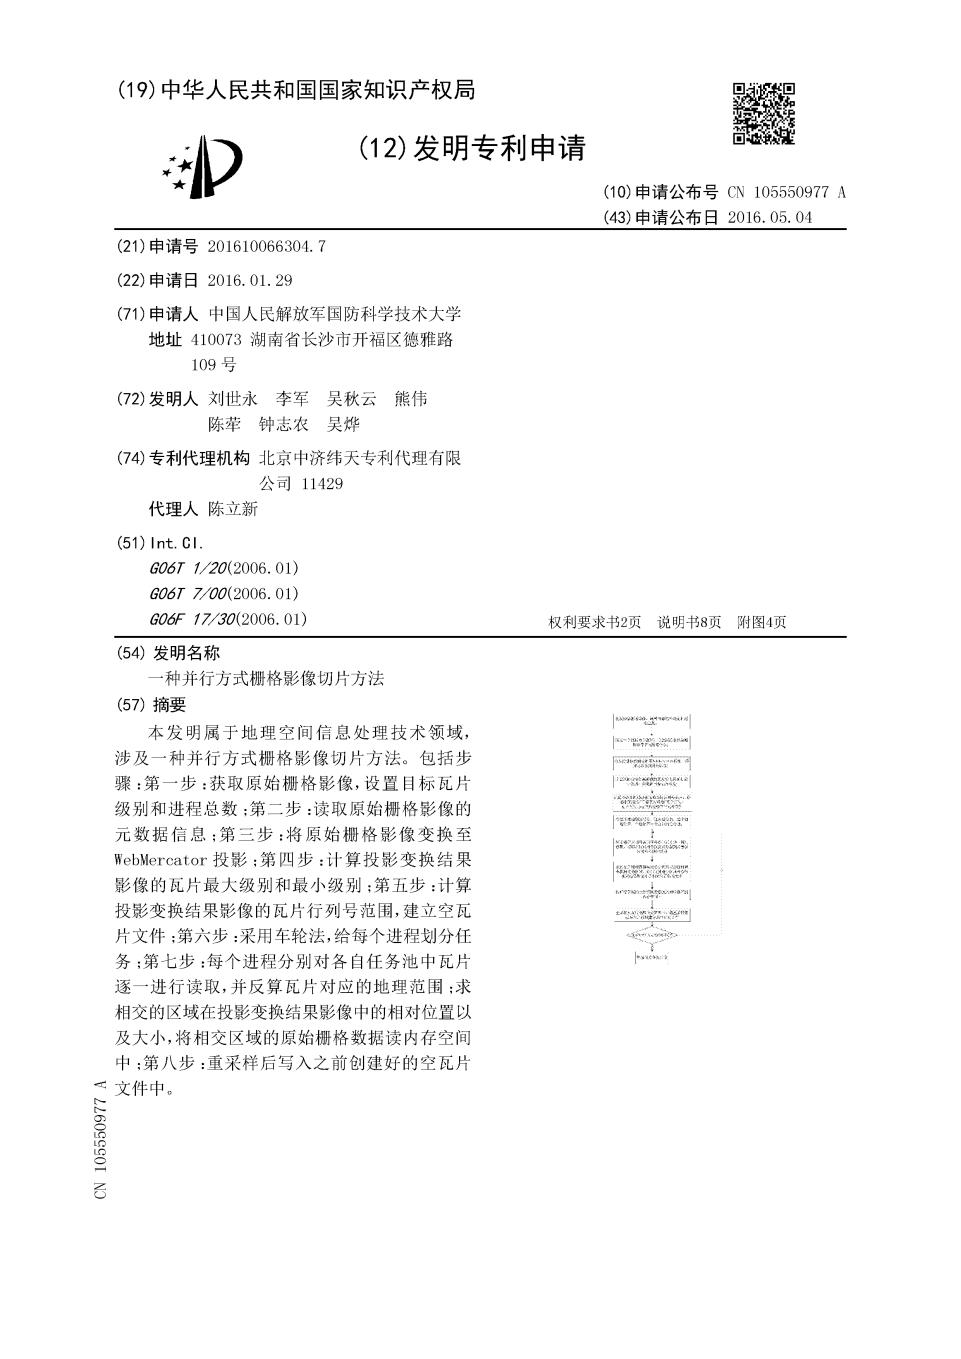 (19)中华人民共和国国家知识产权局
(12)发明专利申请
(10)申请公布号 CN 105550977 A
(43)申请公布日 2016.05.04
(21)申请号 201610066304.7
(22)申请日 2016.01.29
(71)申请人 中国人民解放军国防科学技术大学
地址 410073 湖南省长沙市开福区德雅路
109号
(72)发明人 刘世永 李军 吴秋云 熊伟
陈荦 钟志农 吴烨
(74)专利代理机构 北京中济纬天专利代理有限
公司 11429
代理人 陈立新
(51)Int.Cl.
G06T 1/20(2006.01)
G06T 7/00(2006.01)
G06F 17/30(2006.01)
权利要求书2页 说明书8页 附图4页
(54)发明名称
一种并行方式栅格影像切片方法
(57)摘要
本发明属于地理空间信息处理技术领域,
涉及一种并行方式栅格影像切片方法。包括步
骤:第一步:获取原始栅格影像,设置目标瓦片
级别和进程总数;第二步:读取原始栅格影像的
元数据信息;第三步:将原始栅格影像变换至
WebMercator投影;第四步:计算投影变换结果
影像的瓦片最大级别和最小级别;第五步:计算
投影变换结果影像的瓦片行列号范围,建立空瓦
片文件;第六步:采用车轮法,给每个进程划分任
务;第七步:每个进程分别对各自任务池中瓦片
逐一进行读取,并反算瓦片对应的地理范围;求
相交的区域在投影变换结果影像中的相对位置以
及大小,将相交区域的原始栅格数据读内存空间
中;第八步:重采样后写入之前创建好的空瓦片
文件中。
CN 105550977 A